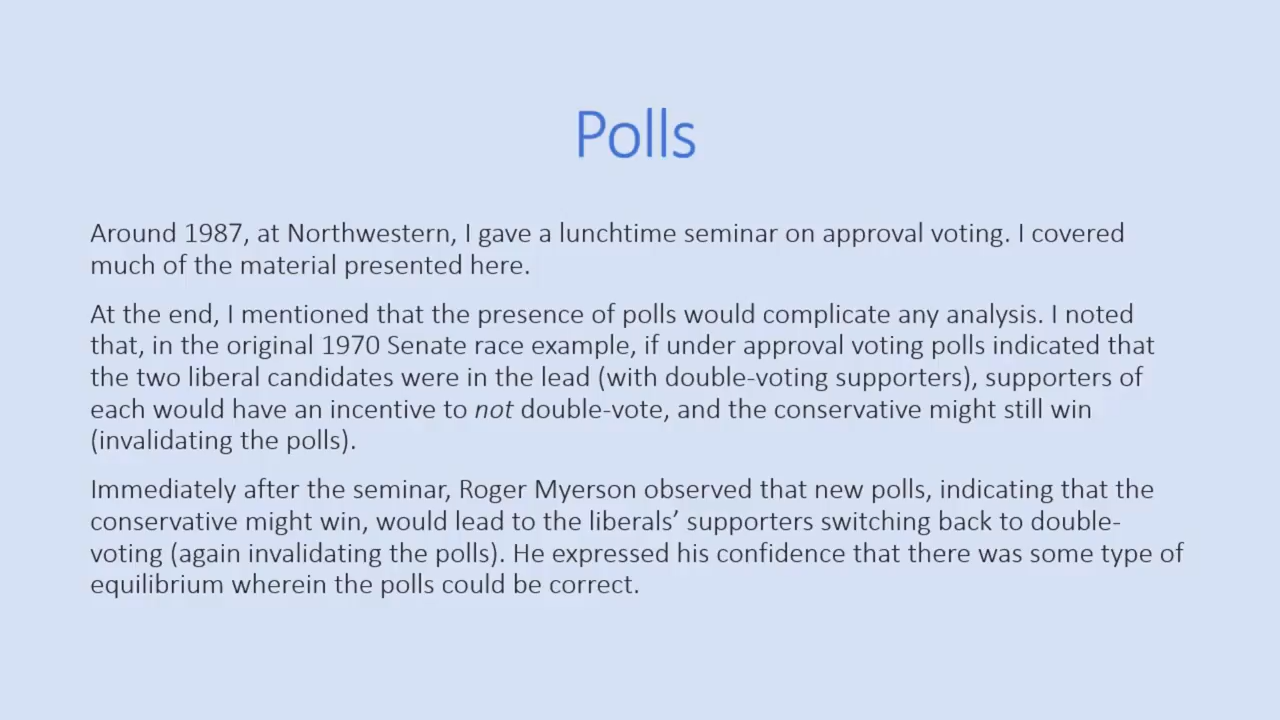 Polls
Around 1987, at Northwestern, I gave a lunchtime seminar on approval voting. I covered
much of the material presented here.
At the end, I mentioned that the presence of polls would complicate any analysis. I noted
that, in the original 1970 Senate race example, if under approval voting polls indicated that
the two liberal candidates were in the lead (with double-voting supporters), supporters of
each would have an incentive to not double-vote, and the conservative might still win
(invalidating the polls).
Immediately after the seminar, Roger Myerson observed that new polls, indicating that the
conservative might win, would lead to the liberals’ supporters switching back to double-
voting (again invalidating the polls). He expressed his confidence that there was some type of
equilibrium wherein the polls could be correct.